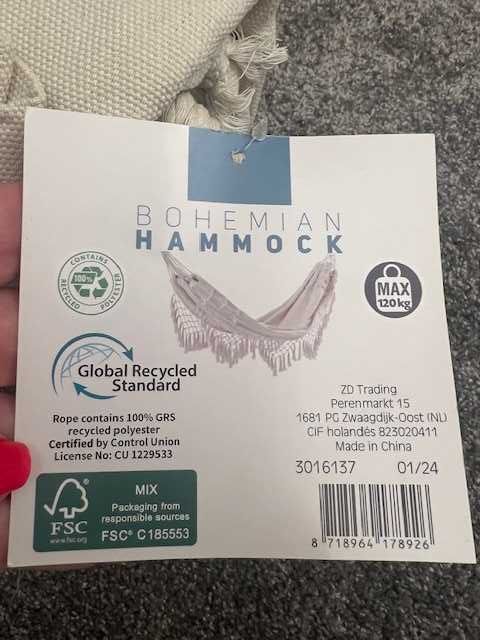 BOHEMIAN
HAMMOCK
CONTAINS
100%
RECYCLED POLYESTER
MAX
120kg
Global Recycled
Standard
Rope contains 100% GRS
recycled polyester
Certified by Control Union
License No: CU 1229533
ZD Trading
Perenmarkt 15
1681 PG Zwaagdijk-Oost (NL)
CIF holandés 823020411
Made in China
3016137 01/24
FSC
www.fsc.org
MIX
Packaging from
responsible sources
FSC® C185553
8 718964 178926